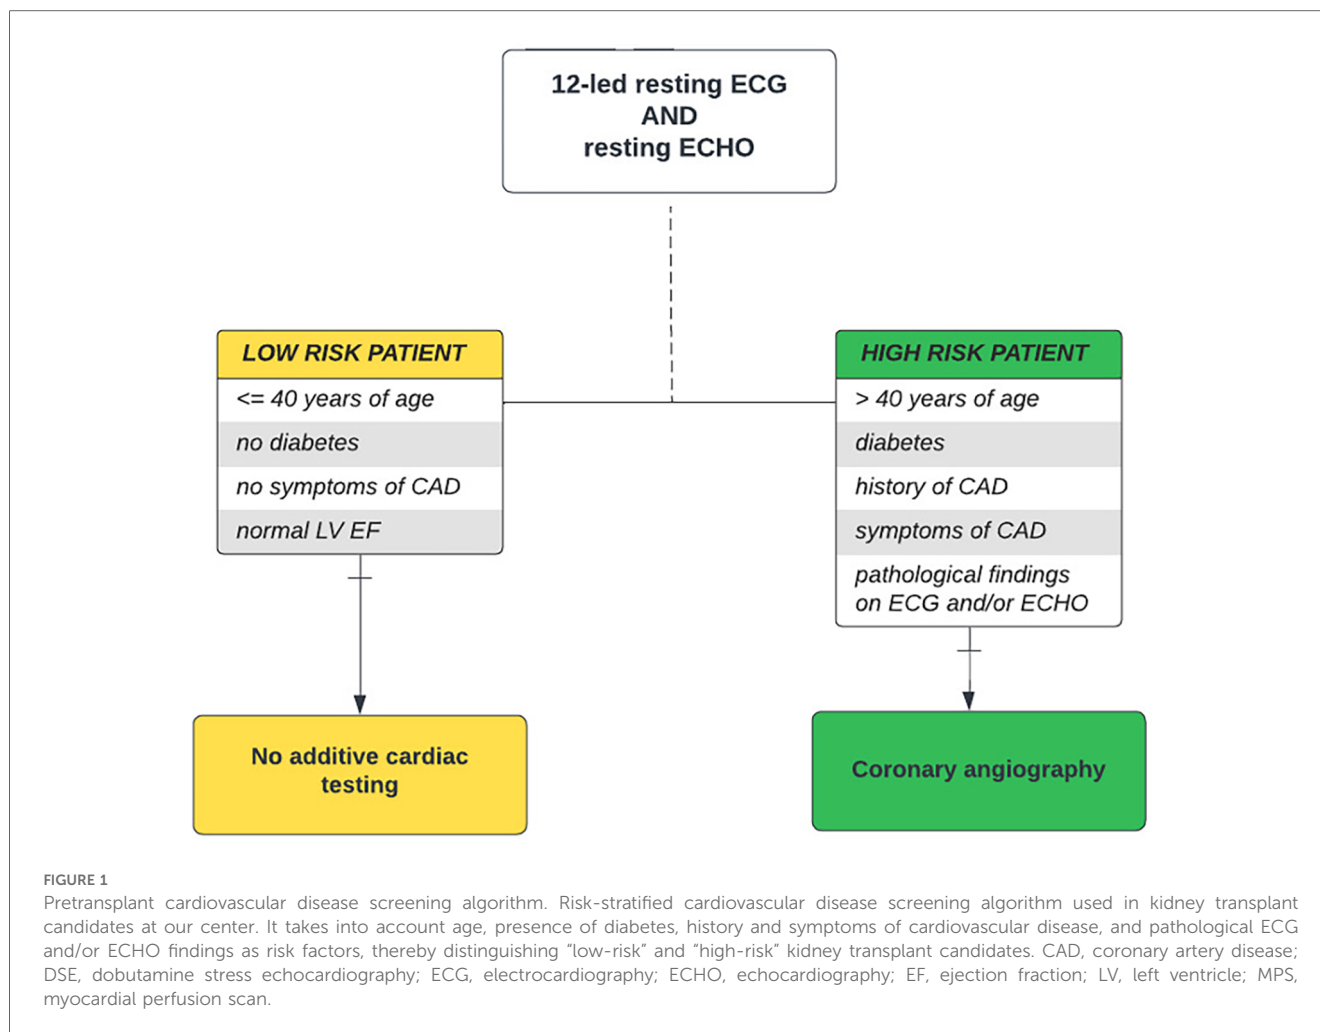 12-led resting ECG
AND
resting ECHO
LOW RISK PATIENT
<= 40 years of age
no diabetes
no symptoms of CAD
normal LV EF
HIGH RISK PATIENT
> 40 years of age
diabetes
history of CAD
symptoms of CAD
pathological findings
on ECG and/or ECHO
No additive cardiac
testing
Coronary angiography
FIGURE 1
Pretransplant cardiovascular disease screening algorithm. Risk-stratified cardiovascular disease screening algorithm used in kidney transplant
candidates at our center. It takes into account age, presence of diabetes, history and symptoms of cardiovascular disease, and pathological ECG
and/or ECHO findings as risk factors, thereby distinguishing “low-risk” and “high-risk” kidney transplant candidates. CAD, coronary artery disease;
DSE, dobutamine stress echocardiography; ECG, electrocardiography; ECHO, echocardiography; EF, ejection fraction; LV, left ventricle; MPS,
myocardial perfusion scan.